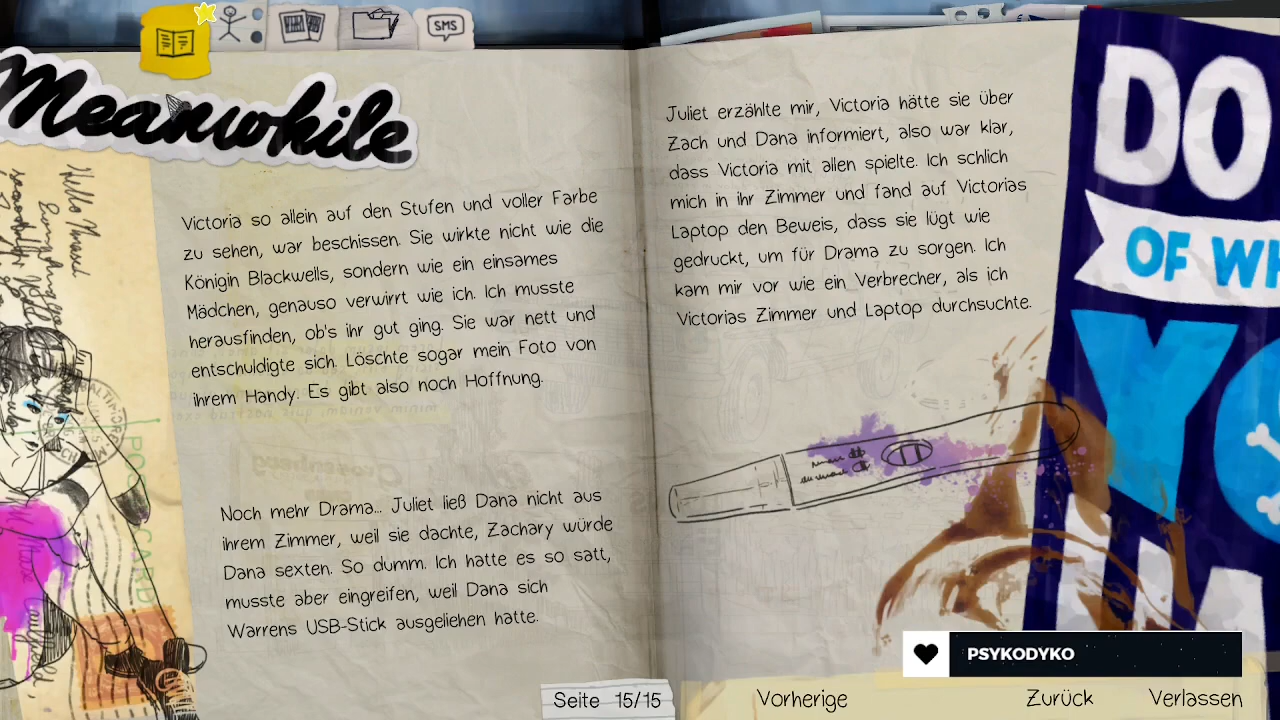 SMS
Meanwhile
Victoria so allein auf den Stufen und voller Farbe
zu sehen, war beschissen. Sie wirkte nicht wie die
Königin Blackwells, sondern wie ein einsames
Mädchen, genauso verwirrt wie ich. Ich musste
herausfinden, ob's ihr gut ging. Sie war nett und
entschuldigte sich. Löschte sogar mein Foto von
ihrem Handy. Es gibt also noch Hoffnung.
Noch mehr Drama... Juliet ließ Dana nicht aus
ihrem Zimmer, weil sie dachte, Zachary würde
Dana sexten. So dumm. Ich hatte es so satt,
musste aber eingreifen, weil Dana sich
Warrens USB-Stick ausgeliehen hatte.
Juliet erzählte mir, Victoria hätte sie über
Zach und Dana informiert, also war klar,
dass Victoria mit allen spielte. Ich schlich
mich in ihr Zimmer und fand auf Victorias
Laptop den Beweis, dass sie lügt wie
gedruckt, um für Drama zu sorgen. Ich
kam mir vor wie ein Verbrecher, als ich
Victorias Zimmer und Laptop durchsuchte.
POST CARD
DO
OF WH
YO
PSYKODYKO
Seite 15/15
Vorherige
Zurück
Verlassen